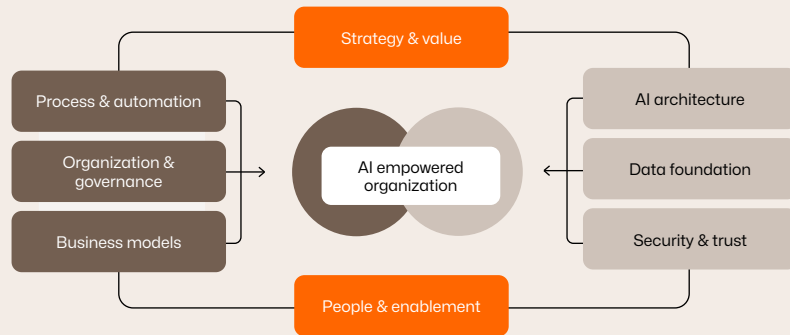 Strategy & value
Process & automation
Organization &
governance
Business models
AI empowered
organization
AI architecture
Data foundation
Security & trust
People & enablement